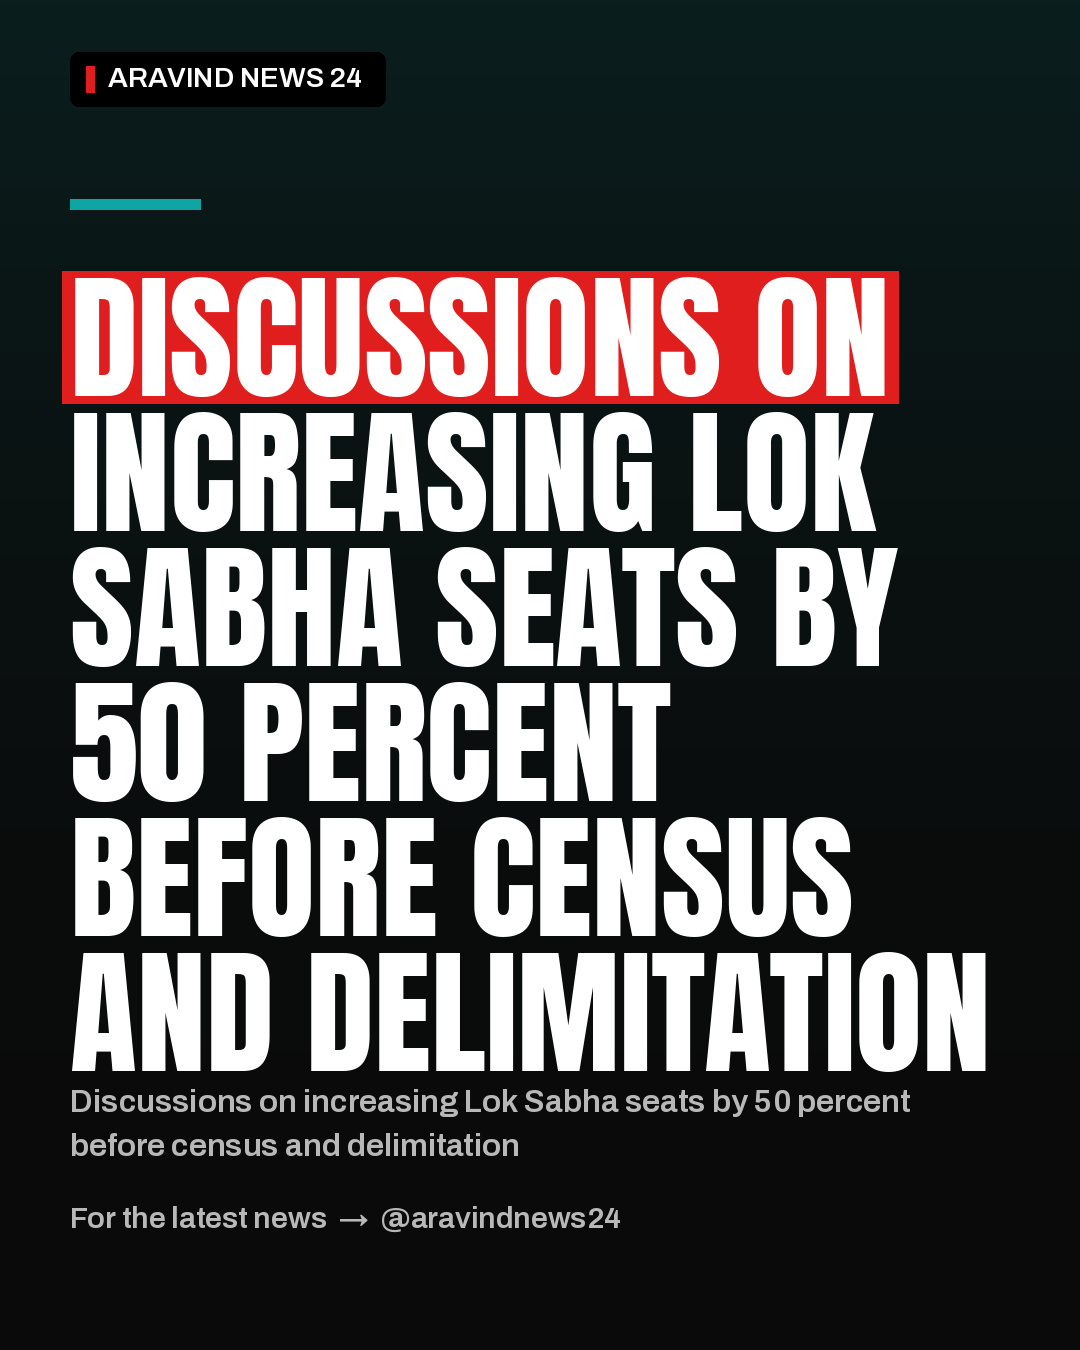 ARAVIND NEWS 24
DISCUSSIONS ON
INCREASING LOK
SABHA SEATS BY
50 PERCENT
BEFORE CENSUS
AND DELIMITATION
Discussions on increasing Lok Sabha seats by 50 percent
before census and delimitation
For the latest news → @aravindnews24